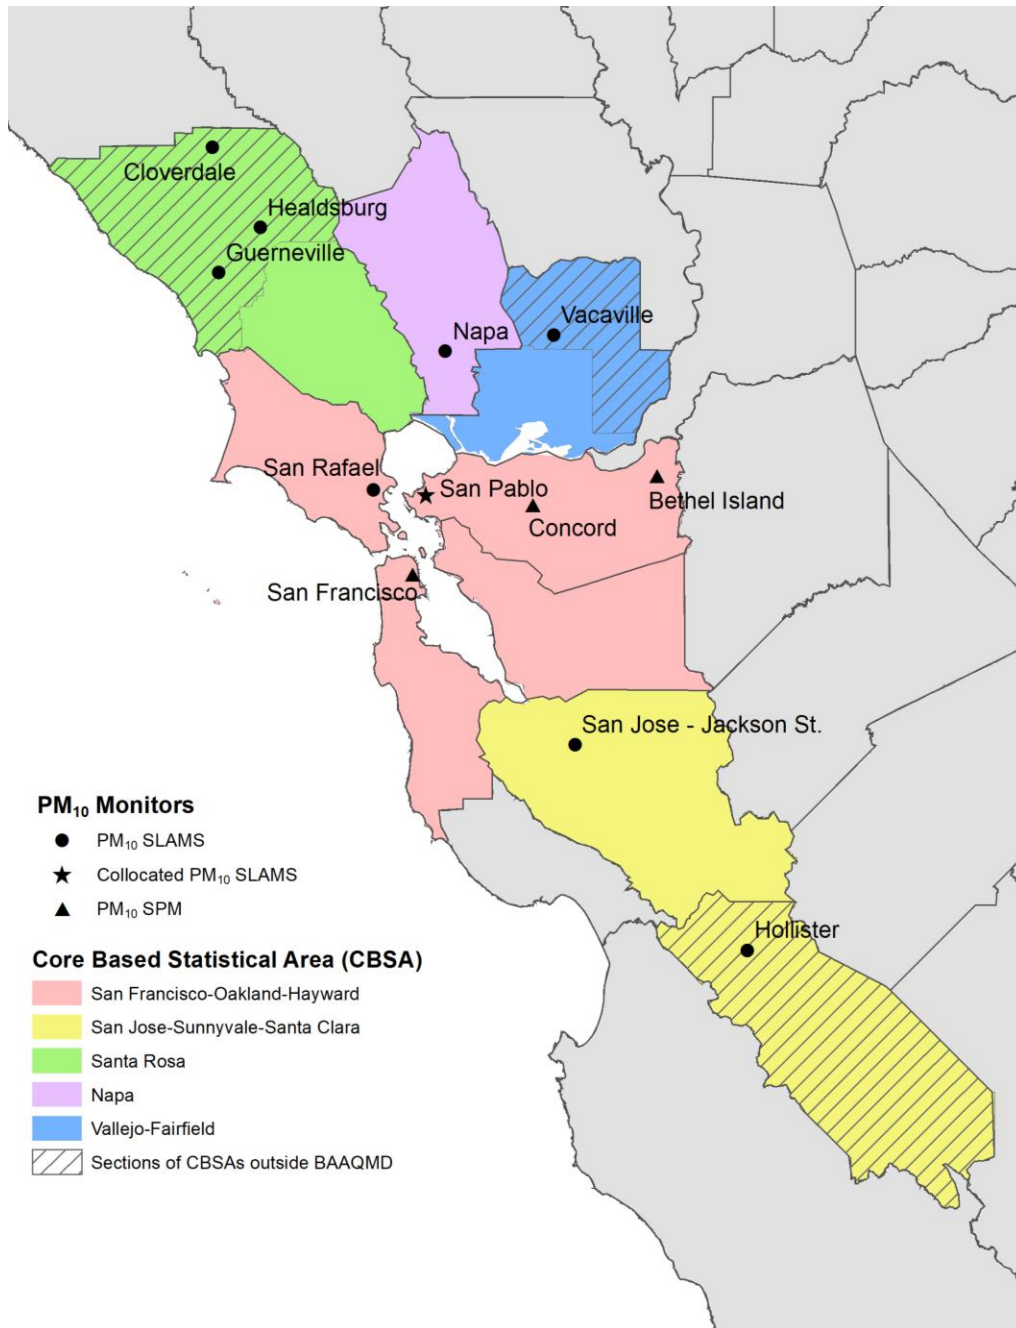 Cloverdale
Healdsburg
Guerneville
Napa
Vacaville
San Rafael
San Pablo
Concord
Bethel Island
San Francisco
San Jose - Jackson St.
Hollister
PM₁₀ Monitors
PM₁₀ SLAMS
Collocated PM₁₀ SLAMS
PM₁₀ SPM
Core Based Statistical Area (CBSA)
San Francisco-Oakland-Hayward
San Jose-Sunnyvale-Santa Clara
Santa Rosa
Napa
Vallejo-Fairfield
Sections of CBSAs outside BAAQMD